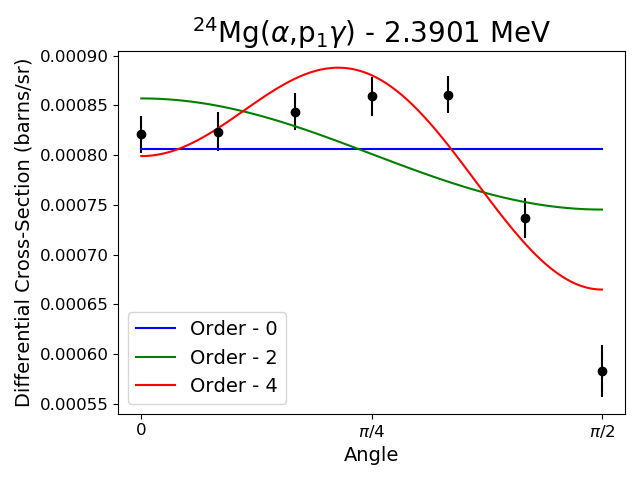 ²⁴Mg(α,p₁γ) - 2.3901 MeV
Differential Cross-Section (barns/sr)
0.00090
0.00085
0.00080
0.00075
0.00070
0.00065
0.00060
0.00055
Order - 0
Order - 2
Order - 4
0
π/4
π/2
Angle